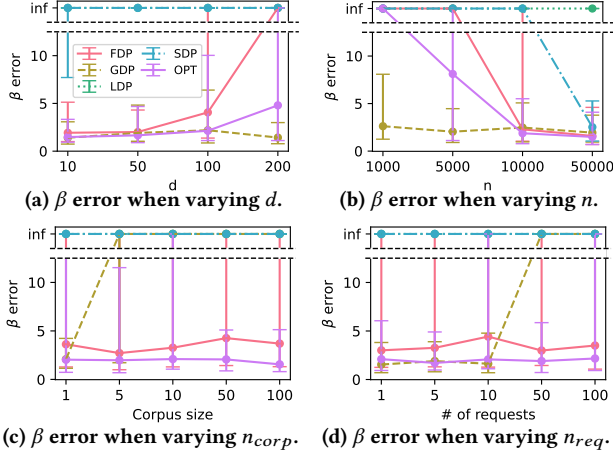 inf
10
5
0
β error
FDP
GDP
LDP
SDP
OPT
10 50 100 200
d
(a) β error when varying d.
inf
10
5
0
β error
1000 5000 10000 50000
n
(b) β error when varying n.
inf
10
5
0
β error
1 5 10 50 100
Corpus size
(c) β error when varying n_corp.
inf
10
5
0
β error
1 5 10 50 100
# of requests
(d) β error when varying n_req.